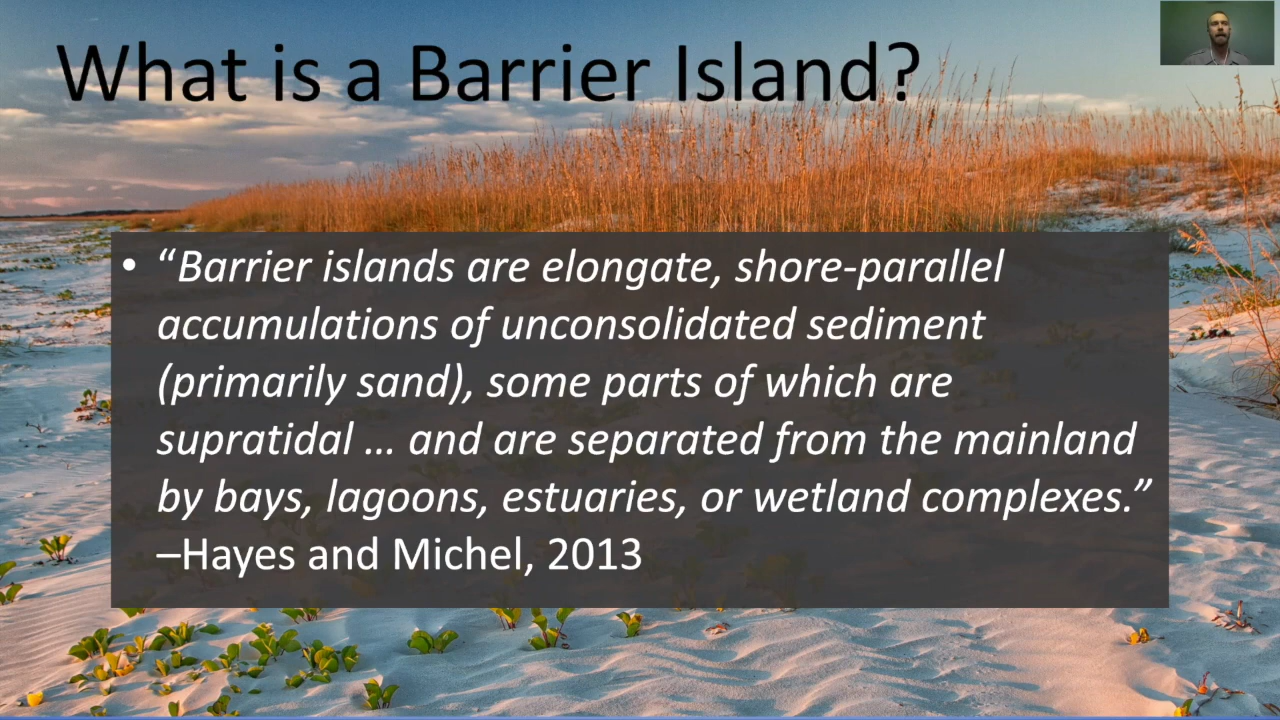 What is a Barrier Island?
• “Barrier islands are elongate, shore-parallel
accumulations of unconsolidated sediment
(primarily sand), some parts of which are
supratidal … and are separated from the mainland
by bays, lagoons, estuaries, or wetland complexes.”
–Hayes and Michel, 2013